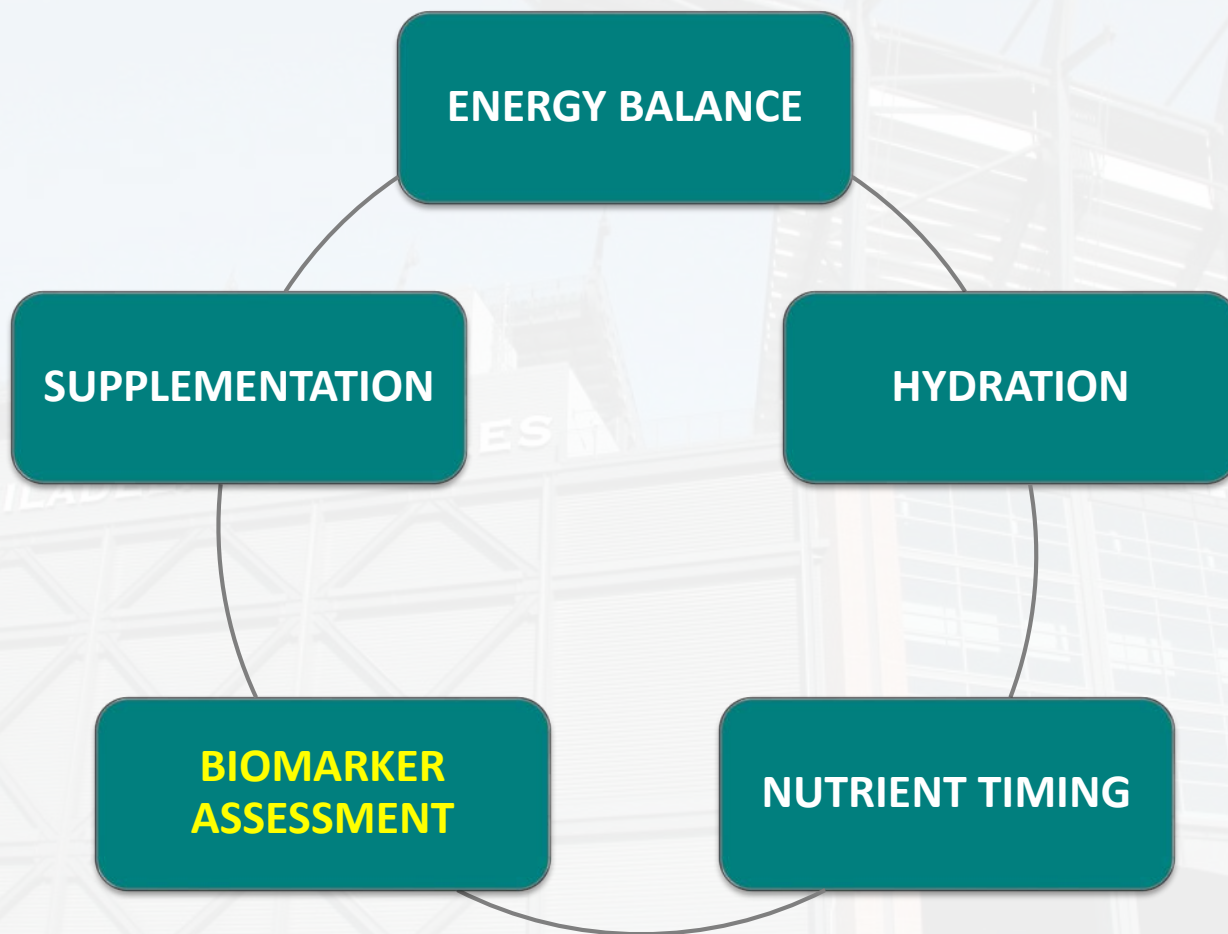 ENERGY BALANCE
SUPPLEMENTATION
HYDRATION
BIOMARKER
ASSESSMENT
NUTRIENT TIMING